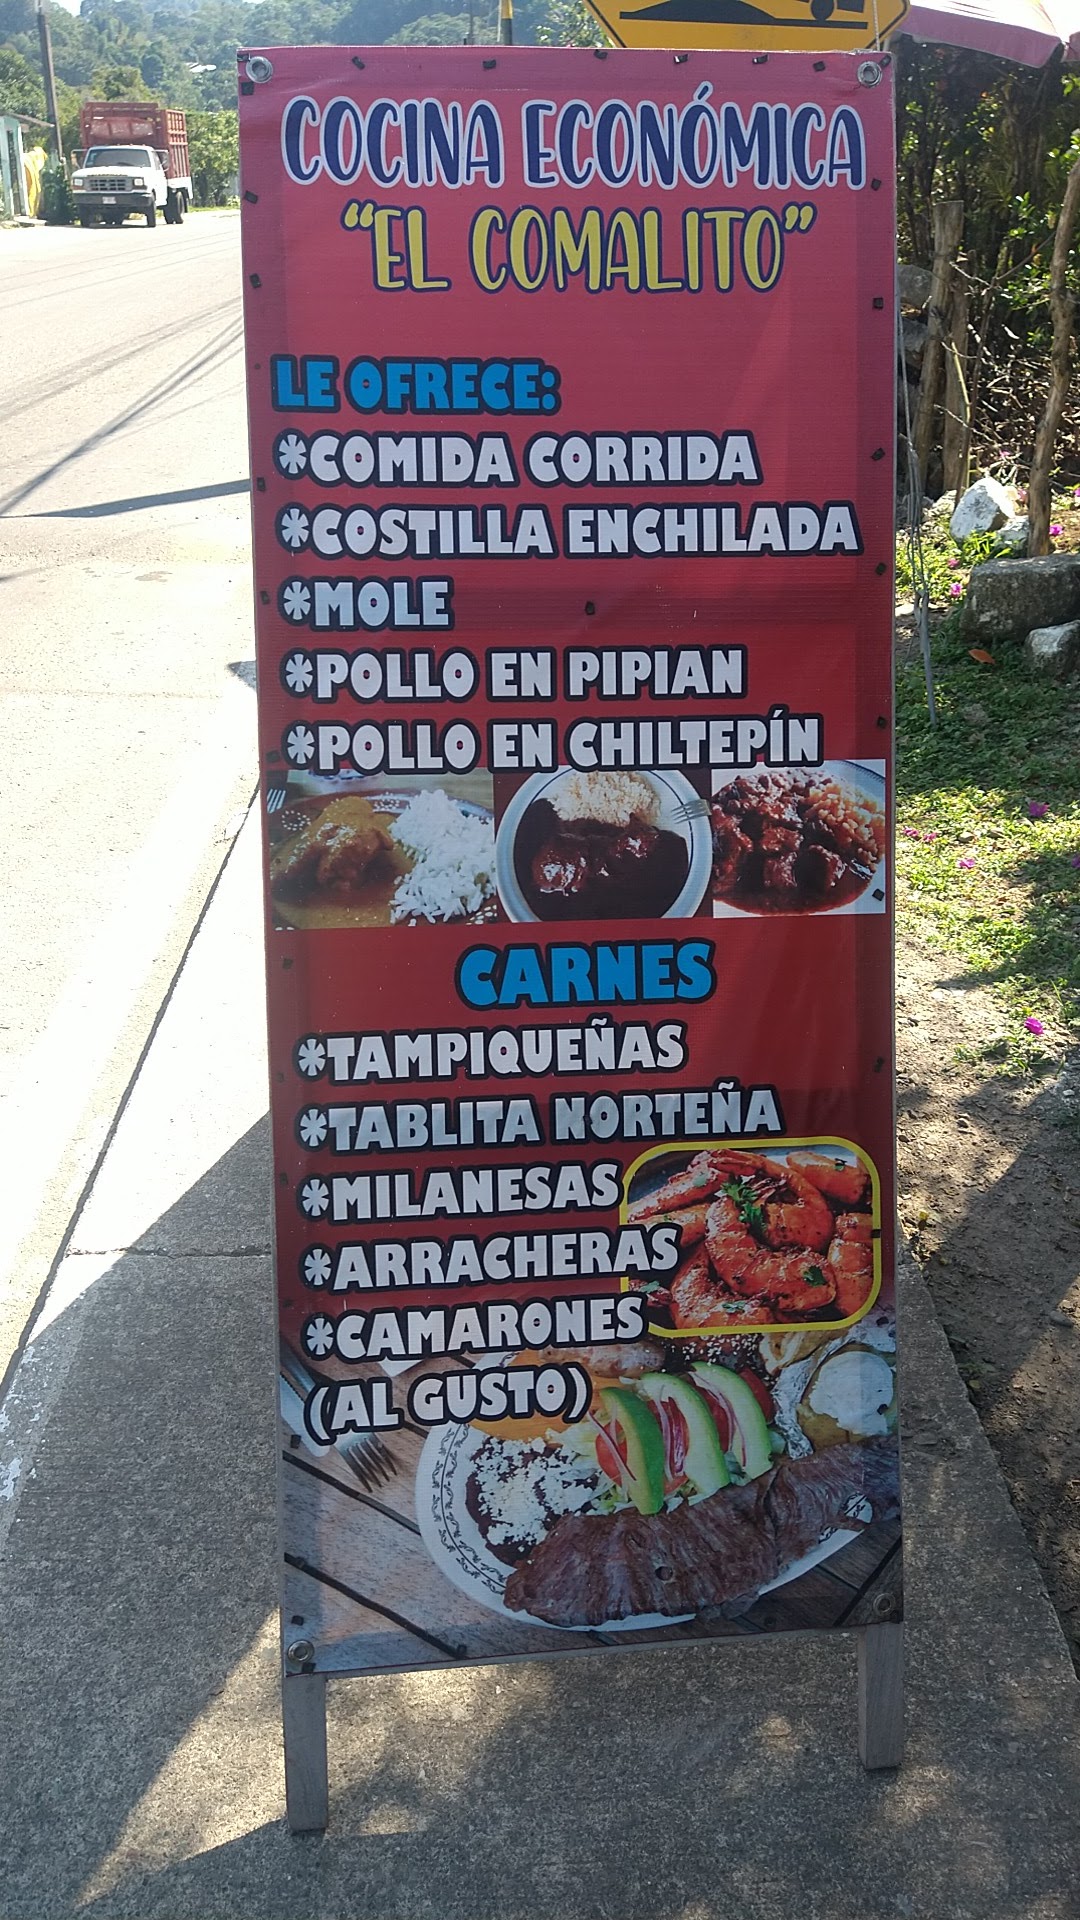 COCINA ECONÓMICA
"EL COMALITO"
LE OFRECE:
*COMIDA CORRIDA
*COSTILLA ENCHILADA
*MOLE
*POLLO EN PIPIAN
*POLLO EN CHILTEPÍN
CARNES
*TAMPIQUEÑAS
*TABLITA NORTEÑA
*MILANESAS
*ARRACHERAS
*CAMARONES
(AL GUSTO)